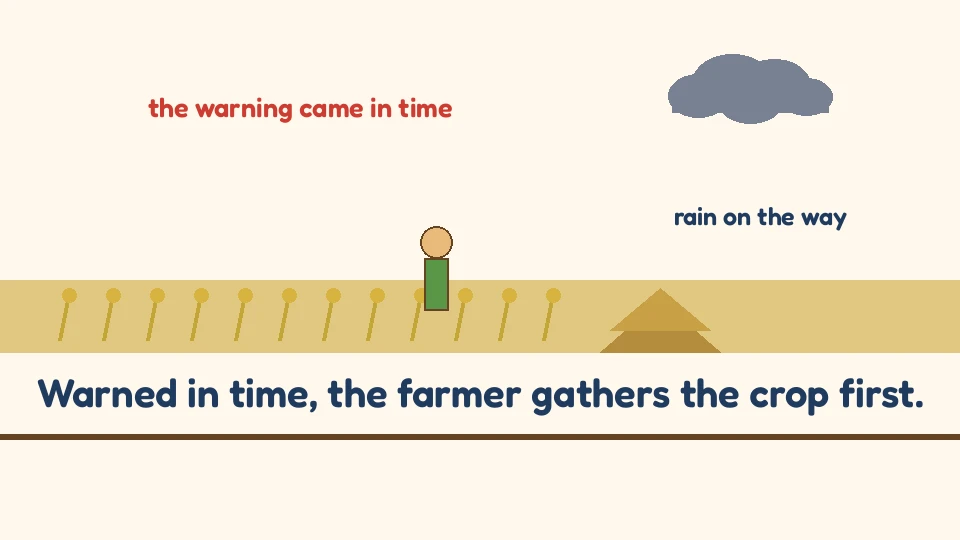 the warning came in time
rain on the way
Warned in time, the farmer gathers the crop first.